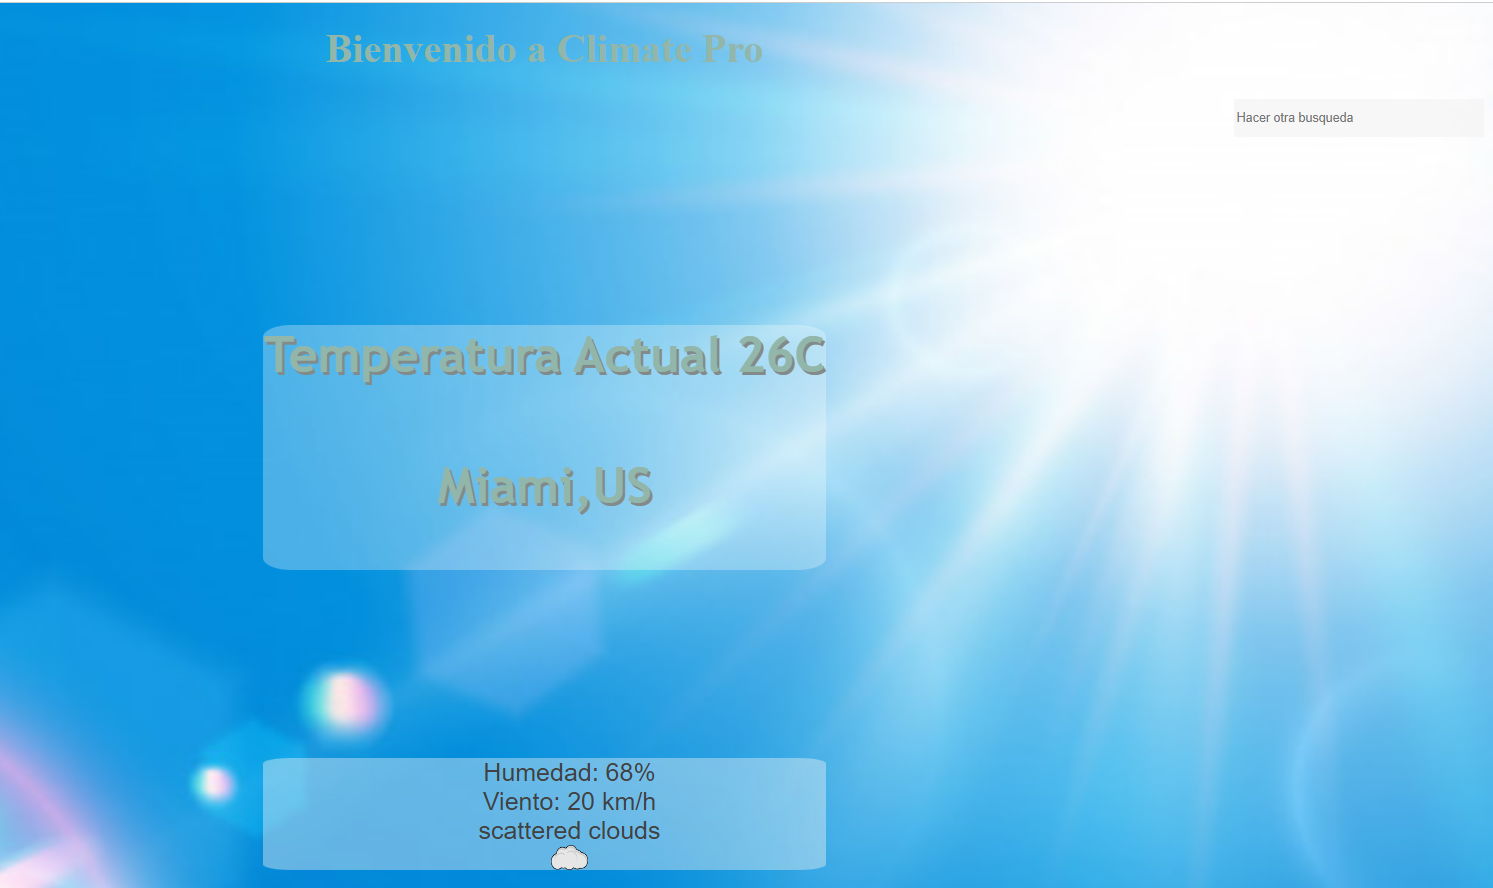 Bienvenido a Climate Pro
Hacer otra busqueda
Temperatura Actual 26C
Miami,US
Humedad: 68%
Viento: 20 km/h
scattered clouds